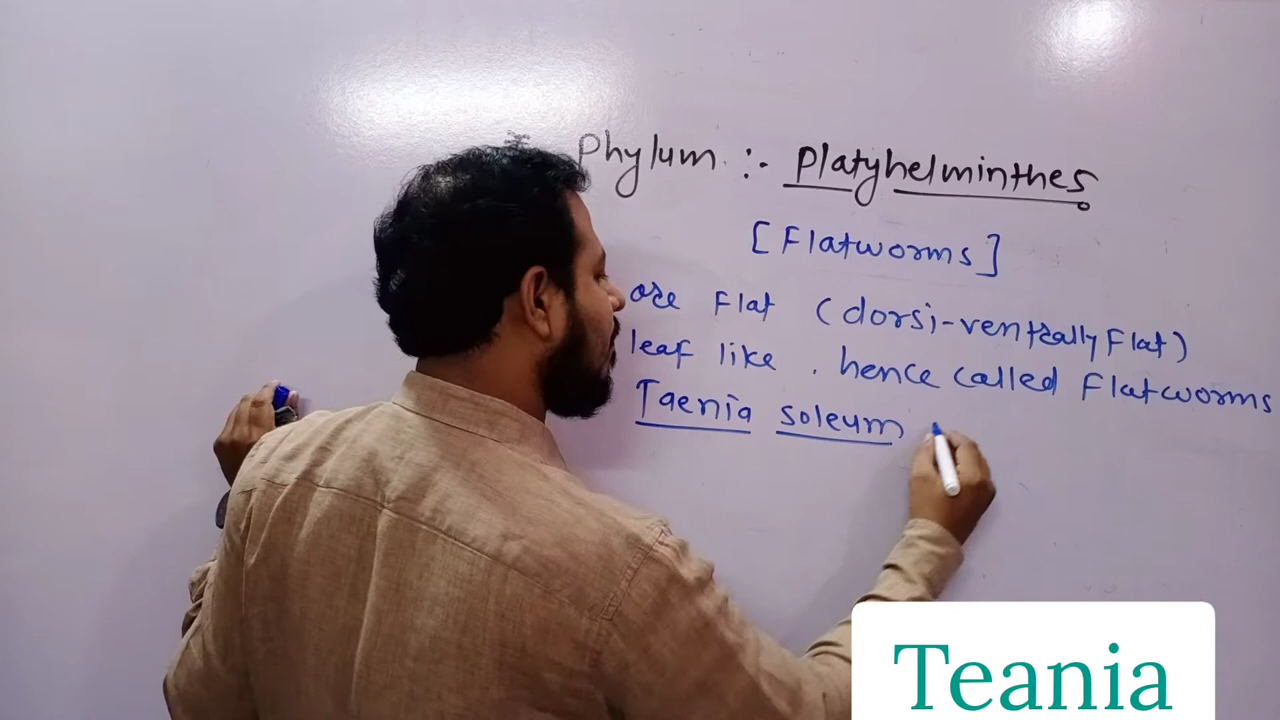 Phylum :- Platyhelminthes
[Flatworms]
are Flat (dorsi-ventrally Flat)
leaf like . hence called Flatworms
Taenia soleum
Teania